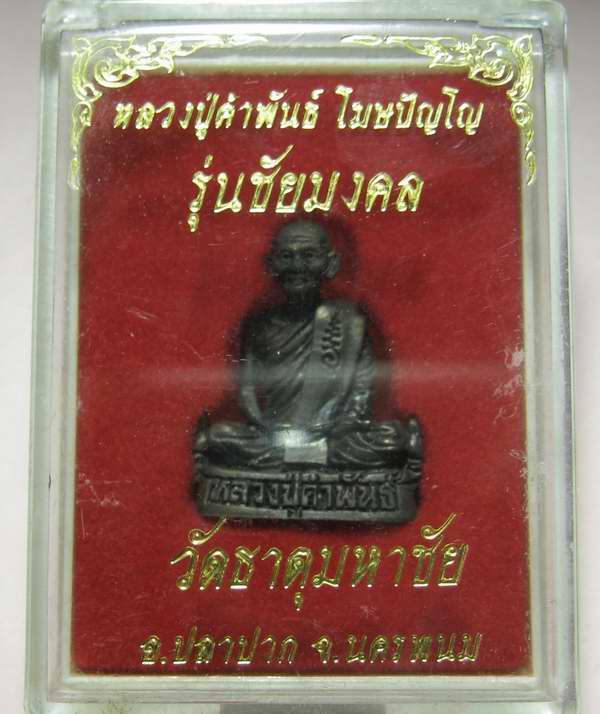 หลวงปู่คำพันธ์ โฆษปัญโญ
รุ่นชัยมงคล
หลวงปู่คำพันธ์
วัดธาตุมหาชัย
อ.ปลาปาก จ.นครพนม